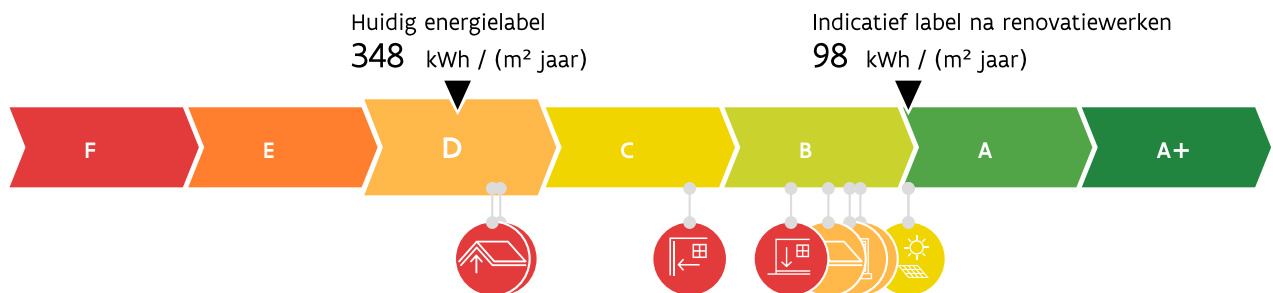 Huidig energielabel
348 kWh / (m² jaar)
Indicatief label na renovatiewerken
98 kWh / (m² jaar)
F E D C B A A+